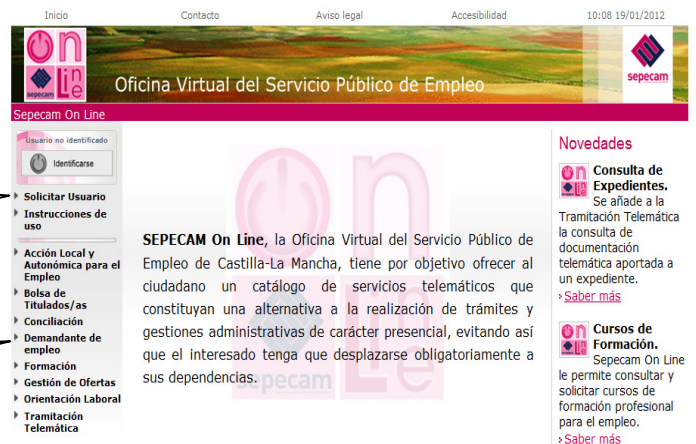 Inicio Contacto Aviso legal Accesibilidad 10:08 19/01/2012
On
Line
sepecam
Oficina Virtual del Servicio Público de Empleo
sepecam
Sepecam On Line
Usuario no identificado
Identificarse
Solicitar Usuario
Instrucciones de
uso
Acción Local y
Autonómica para el
Empleo
Bolsa de
Titulados/as
Conciliación
Demandante de
empleo
Formación
Gestión de Ofertas
Orientación Laboral
Tramitación
Telemática
On
Line
sepecam
SEPECAM On Line, la Oficina Virtual del Servicio Público de
Empleo de Castilla-La Mancha, tiene por objetivo ofrecer al
ciudadano un catálogo de servicios telemáticos que
constituyan una alternativa a la realización de trámites y
gestiones administrativas de carácter presencial, evitando así
que el interesado tenga que desplazarse obligatoriamente a
sus dependencias.
Novedades
Consulta de
Expedientes.
Se añade a la
Tramitación Telemática
la consulta de
documentación
telemática aportada a
un expediente.
Saber más
Cursos de
Formación.
Sepecam On Line
le permite consultar y
solicitar cursos de
formación profesional
para el empleo.
Saber más